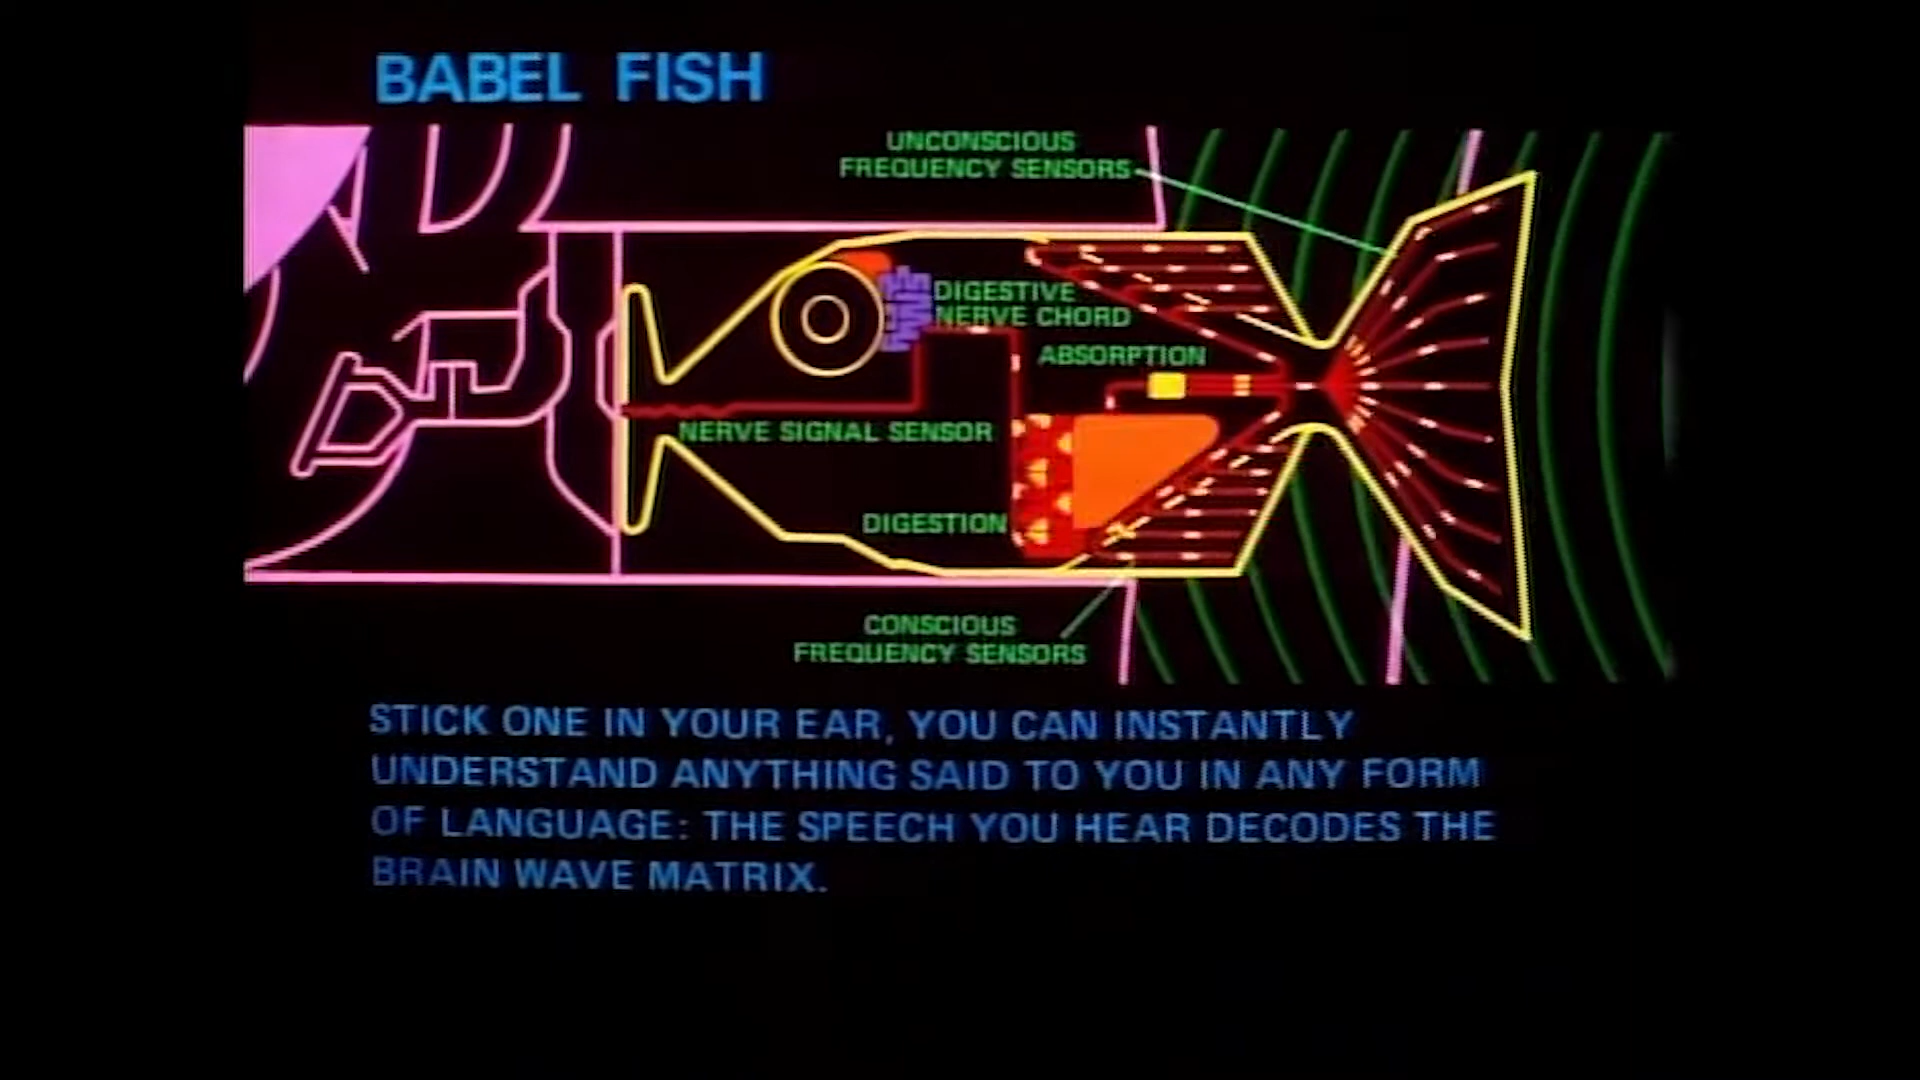 BABEL FISH
UNCONSCIOUS
FREQUENCY SENSORS
DIGESTIVE
NERVE CHORD
ABSORPTION
NERVE SIGNAL SENSOR
DIGESTION
CONSCIOUS
FREQUENCY SENSORS
STICK ONE IN YOUR EAR, YOU CAN INSTANTLY
UNDERSTAND ANYTHING SAID TO YOU IN ANY FORM
OF LANGUAGE: THE SPEECH YOU HEAR DECODES THE
BRAIN WAVE MATRIX.